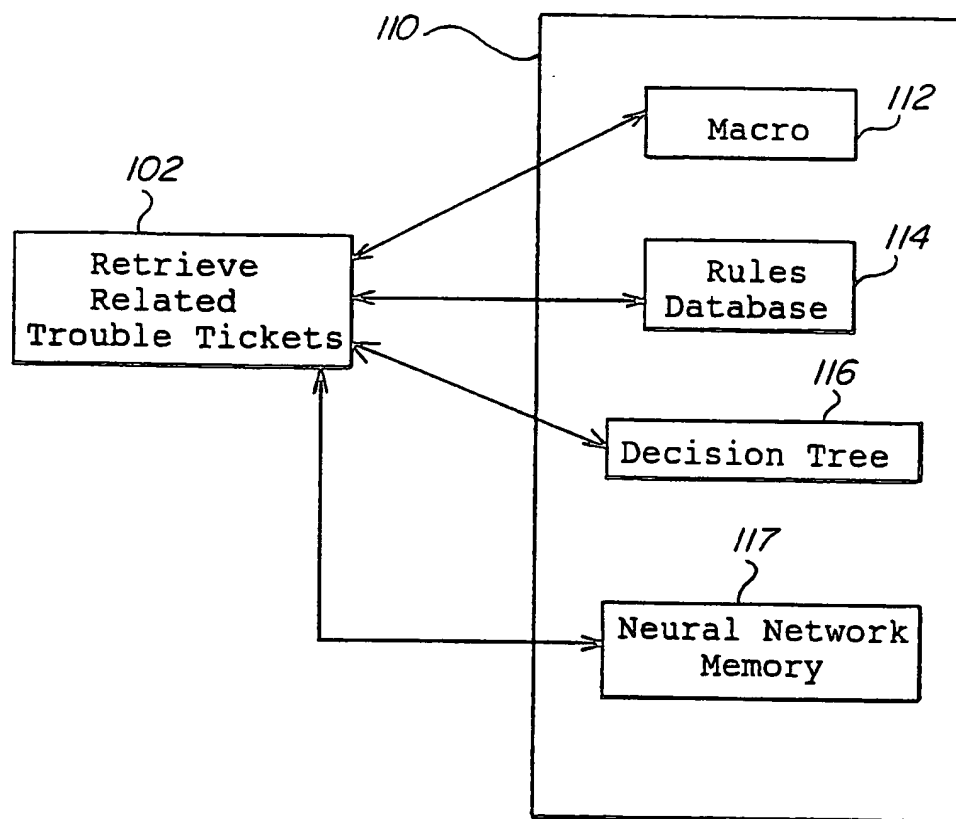 110
112
Macro
102
114
Retrieve
Related
Trouble Tickets
Rules
Database
116
Decision Tree
117
Neural Network
Memory